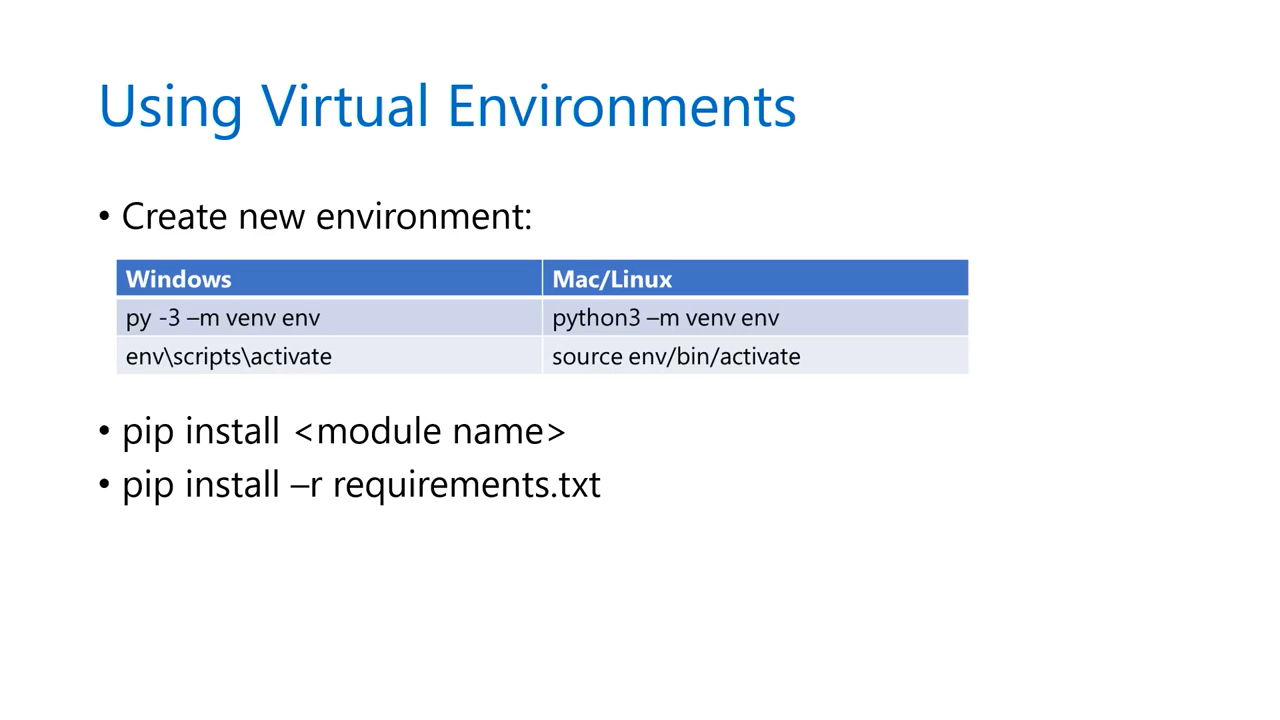 Using Virtual Environments
• Create new environment:
Windows Mac/Linux
py -3 –m venv env python3 –m venv env
env\scripts\activate source env/bin/activate
• pip install <module name>
• pip install –r requirements.txt